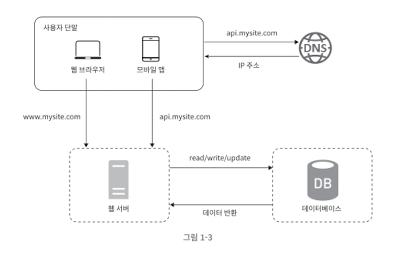 사용자 단말
api.mysite.com
DNS
IP 주소
웹 브라우저
모바일 앱
www.mysite.com
api.mysite.com
read/write/update
DB
웹 서버
데이터 반환
데이터베이스
그림 1-3